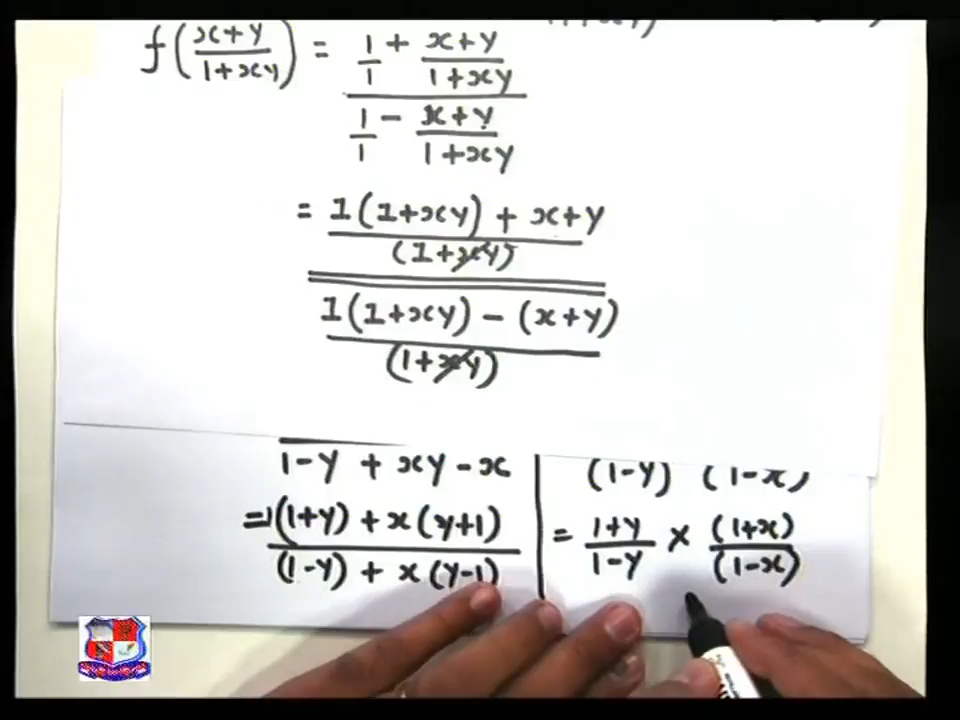 f((x+y)/(1+xy)) = (1/1 + (x+y)/(1+xy)) / (1/1 - (x+y)/(1+xy))
= (1(1+xy) + x+y)/(1+xy) / (1(1+xy) - (x+y))/(1+xy)
1-y + xy - x
= 1(1+y) + x(y+1) / (1-y) + x(y-1)
(1-y) (1-x)
= (1+y)/(1-y) × (1+x)/(1-x)